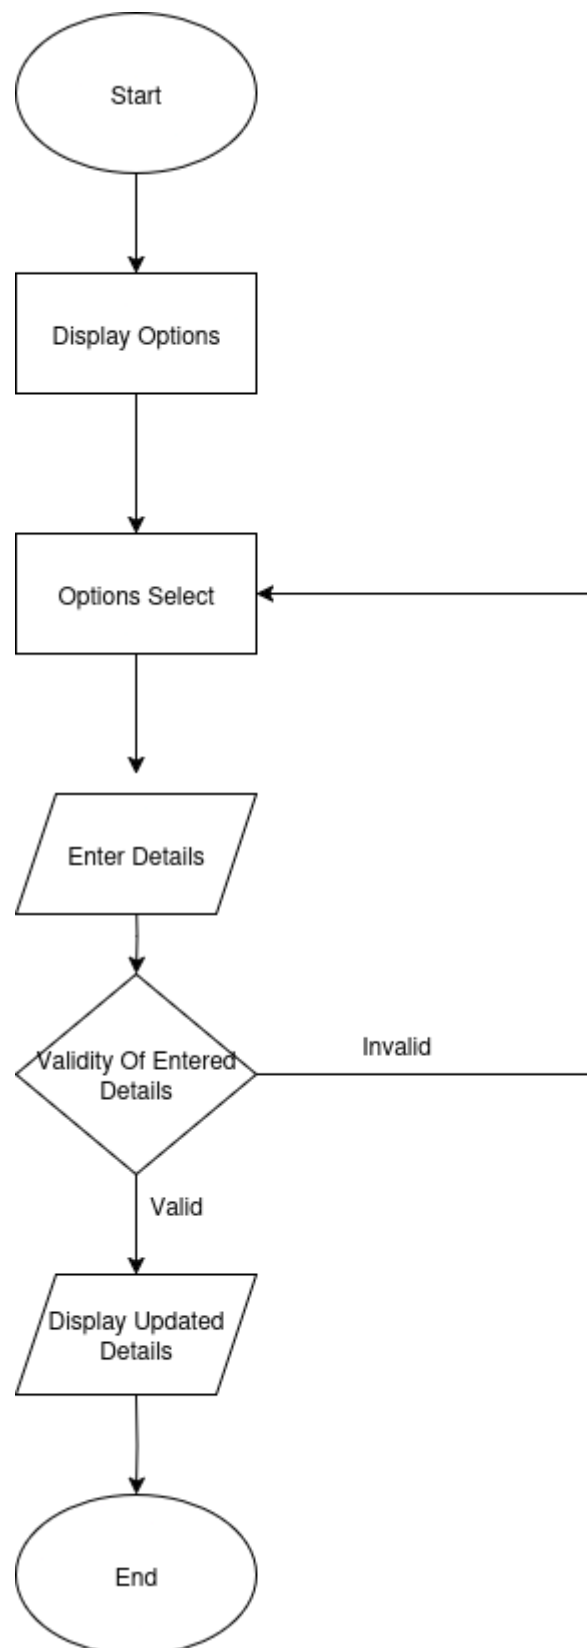 Start
Display Options
Options Select
Enter Details
Validity Of Entered
Details
Invalid
Valid
Display Updated
Details
End